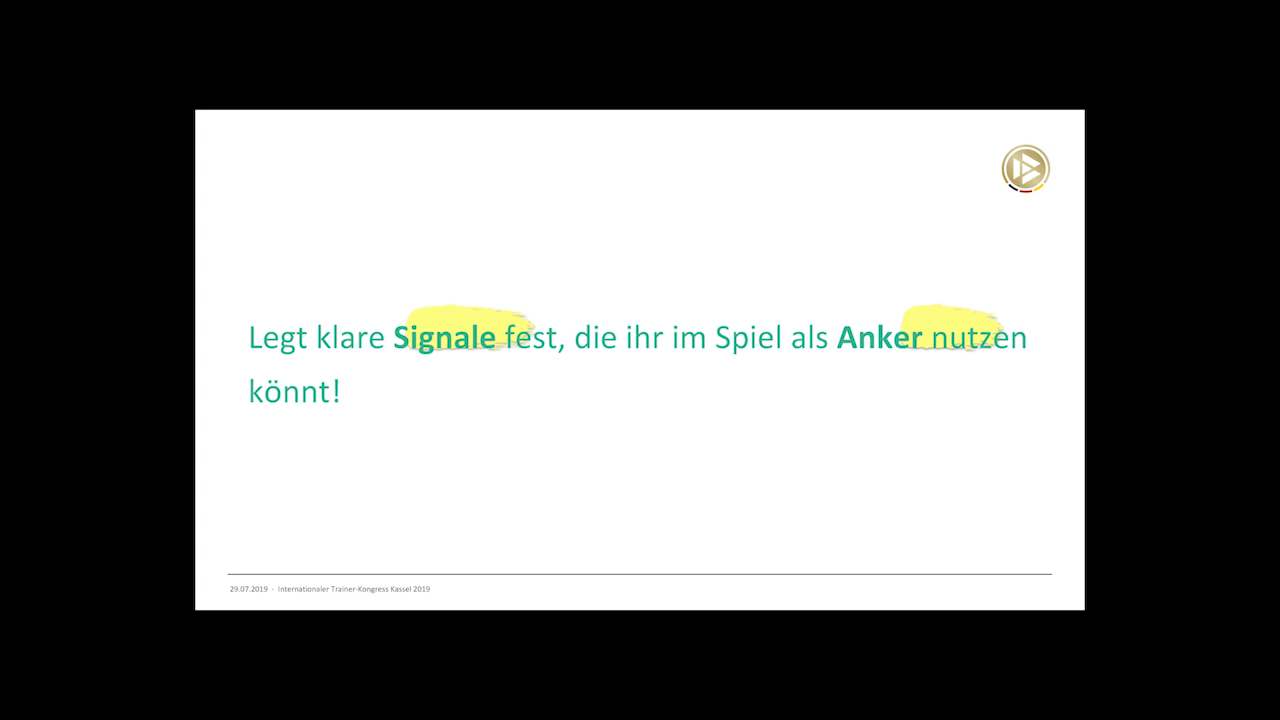 Legt klare Signale fest, die ihr im Spiel als Anker nutzen
könnt!
29.07.2019 - Internationaler Trainer-Kongress Kassel 2019